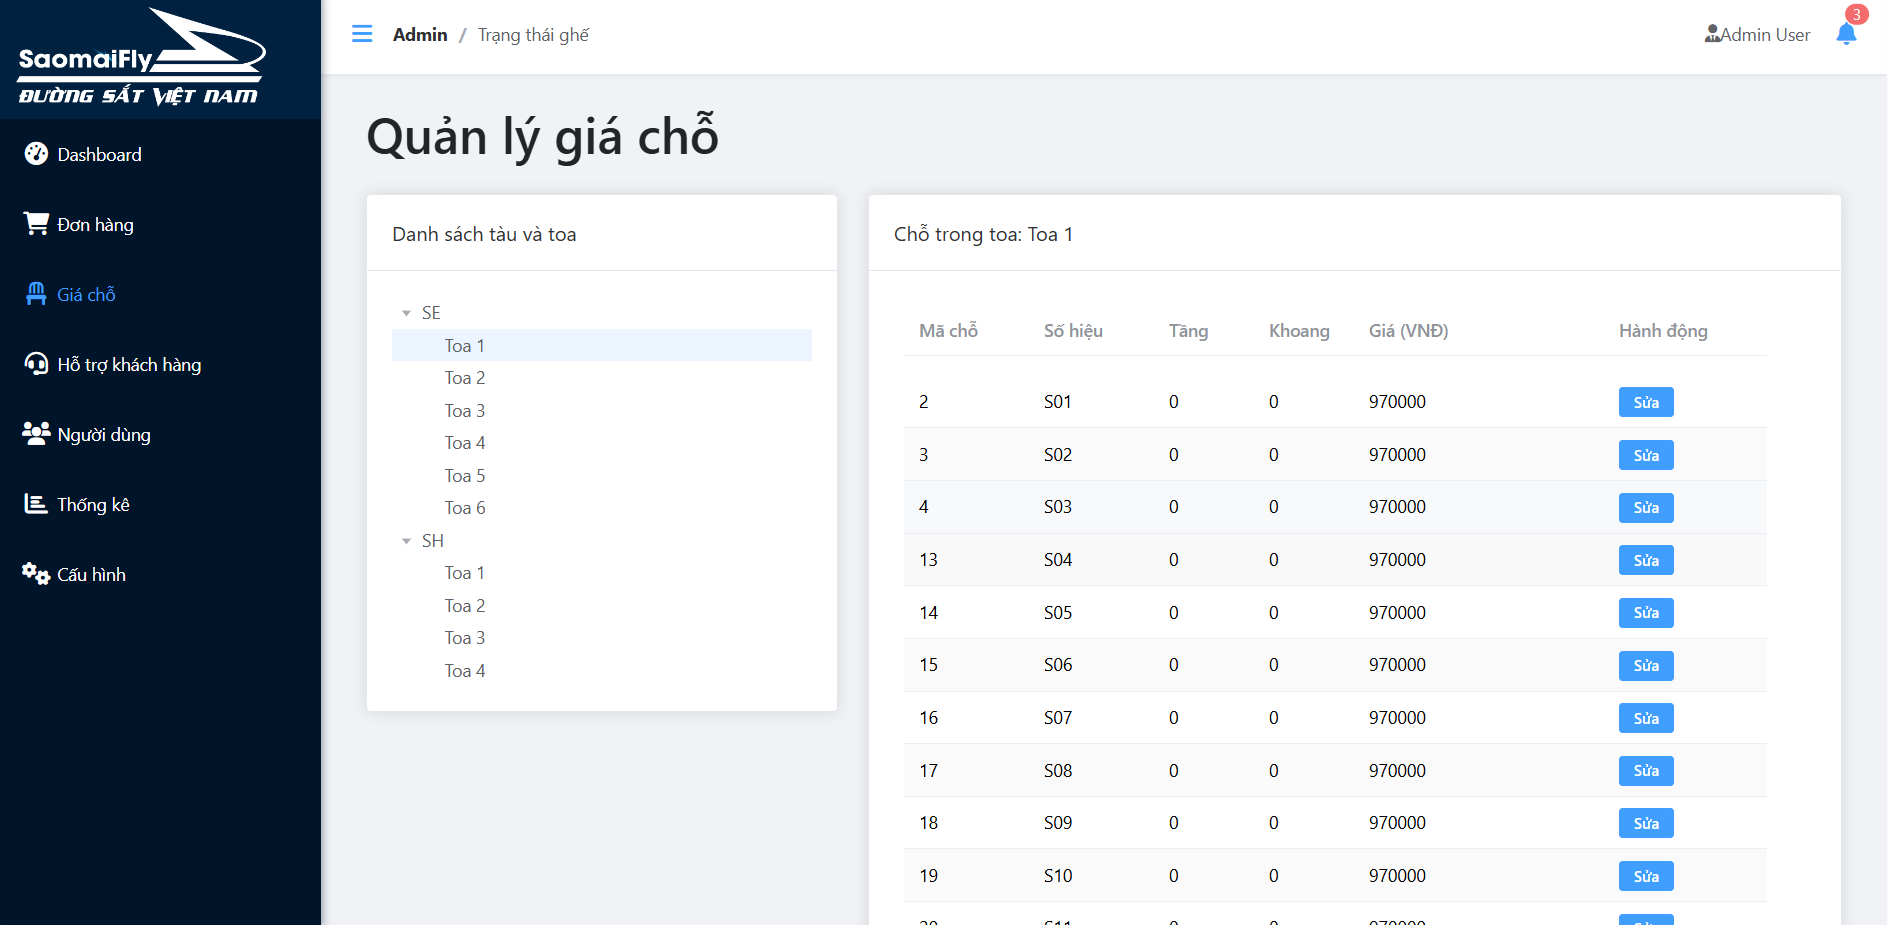 SaomaiFly
ĐƯỜNG SẮT VIỆT NAM
Dashboard
Đơn hàng
Giá chỗ
Hỗ trợ khách hàng
Người dùng
Thống kê
Cấu hình
Admin / Trạng thái ghế
Admin User
3
Quản lý giá chỗ
Danh sách tàu và toa
SE
Toa 1
Toa 2
Toa 3
Toa 4
Toa 5
Toa 6
SH
Toa 1
Toa 2
Toa 3
Toa 4
Chỗ trong toa: Toa 1
Mã chỗ Số hiệu Tầng Khoang Giá (VNĐ) Hành động
2 S01 0 0 970000 Sửa
3 S02 0 0 970000 Sửa
4 S03 0 0 970000 Sửa
13 S04 0 0 970000 Sửa
14 S05 0 0 970000 Sửa
15 S06 0 0 970000 Sửa
16 S07 0 0 970000 Sửa
17 S08 0 0 970000 Sửa
18 S09 0 0 970000 Sửa
19 S10 0 0 970000 Sửa